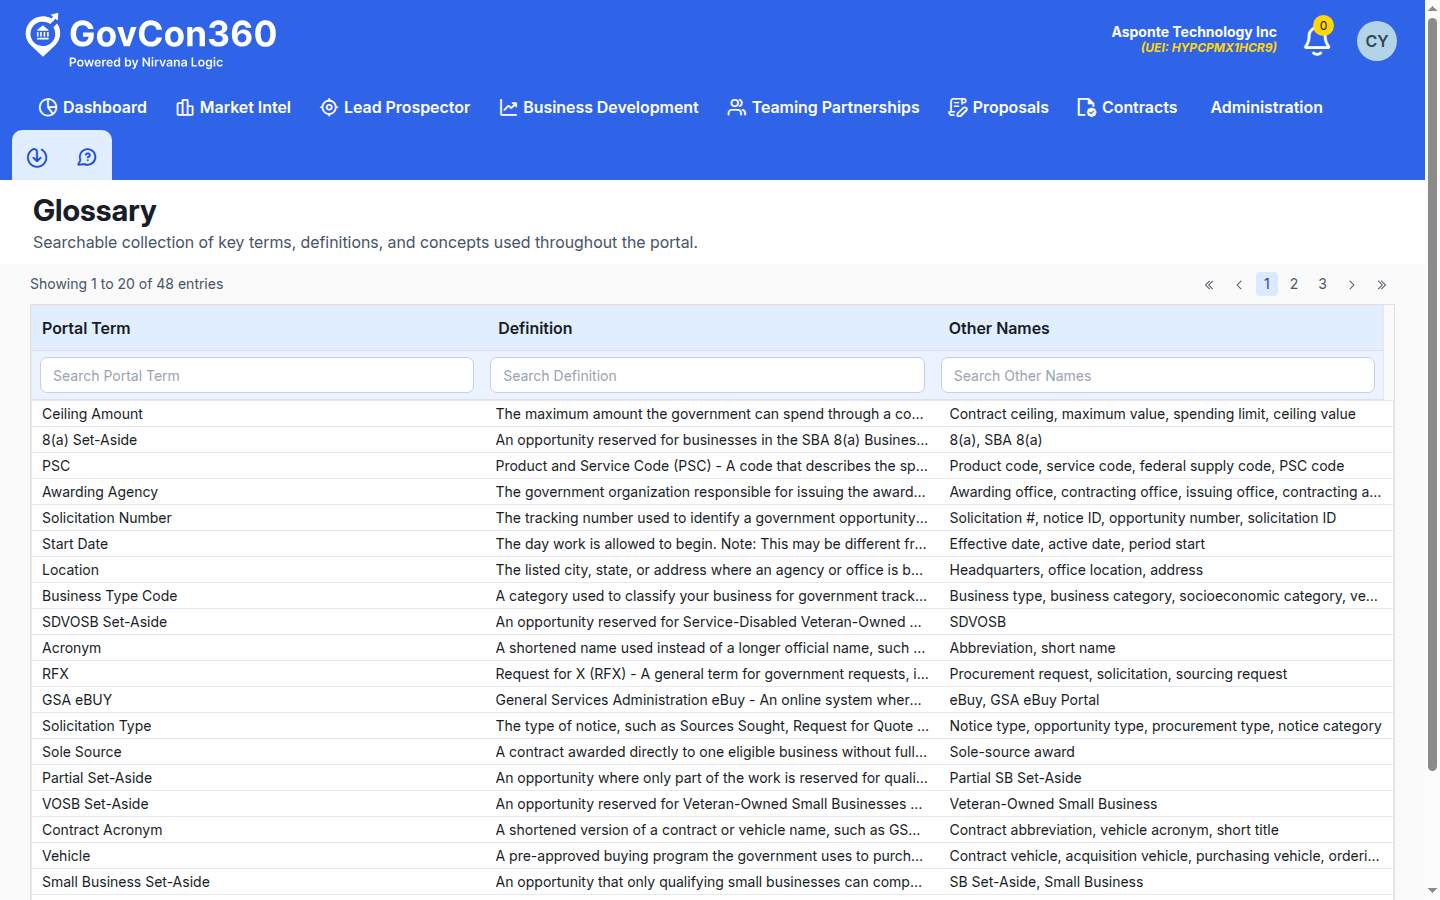 GovCon360
Powered by Nirvana Logic
Asponte Technology Inc
(UEI: HYPCPMX1HCR9)
0
CY
Dashboard Market Intel Lead Prospector Business Development Teaming Partnerships Proposals Contracts Administration
Glossary
Searchable collection of key terms, definitions, and concepts used throughout the portal.
Showing 1 to 20 of 48 entries
« ‹ 1 2 3 › »
Portal Term Definition Other Names
Search Portal Term Search Definition Search Other Names
Ceiling Amount The maximum amount the government can spend through a co... Contract ceiling, maximum value, spending limit, ceiling value
8(a) Set-Aside An opportunity reserved for businesses in the SBA 8(a) Busines... 8(a), SBA 8(a)
PSC Product and Service Code (PSC) - A code that describes the sp... Product code, service code, federal supply code, PSC code
Awarding Agency The government organization responsible for issuing the award... Awarding office, contracting office, issuing office, contracting a...
Solicitation Number The tracking number used to identify a government opportunity... Solicitation #, notice ID, opportunity number, solicitation ID
Start Date The day work is allowed to begin. Note: This may be different fr... Effective date, active date, period start
Location The listed city, state, or address where an agency or office is b... Headquarters, office location, address
Business Type Code A category used to classify your business for government track... Business type, business category, socioeconomic category, ve...
SDVOSB Set-Aside An opportunity reserved for Service-Disabled Veteran-Owned ... SDVOSB
Acronym A shortened name used instead of a longer official name, such ... Abbreviation, short name
RFX Request for X (RFX) - A general term for government requests, i... Procurement request, solicitation, sourcing request
GSA eBUY General Services Administration eBuy - An online system wher... eBuy, GSA eBuy Portal
Solicitation Type The type of notice, such as Sources Sought, Request for Quote ... Notice type, opportunity type, procurement type, notice category
Sole Source A contract awarded directly to one eligible business without full... Sole-source award
Partial Set-Aside An opportunity where only part of the work is reserved for quali... Partial SB Set-Aside
VOSB Set-Aside An opportunity reserved for Veteran-Owned Small Businesses ... Veteran-Owned Small Business
Contract Acronym A shortened version of a contract or vehicle name, such as GS... Contract abbreviation, vehicle acronym, short title
Vehicle A pre-approved buying program the government uses to purch... Contract vehicle, acquisition vehicle, purchasing vehicle, orderi...
Small Business Set-Aside An opportunity that only qualifying small businesses can comp... SB Set-Aside, Small Business